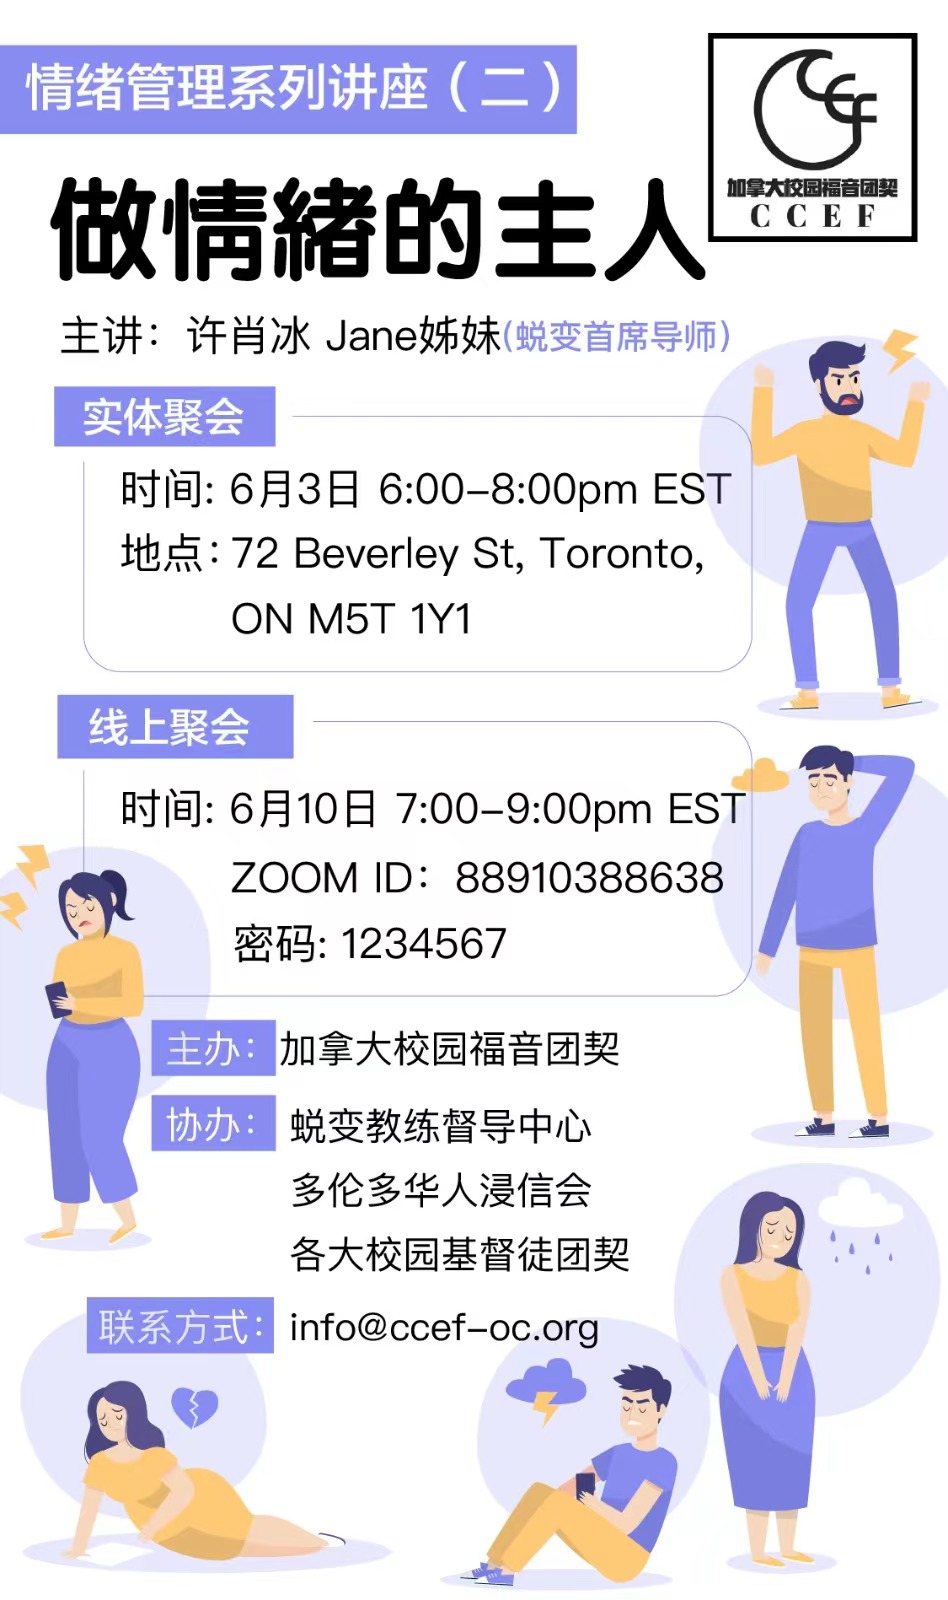 情绪管理系列讲座（二）
加拿大校园福音团契
CCEF
做情緒的主人
主讲：许肖冰 Jane姊妹(蜕变首席导师)
实体聚会
时间: 6月3日 6:00-8:00pm EST
地点: 72 Beverley St, Toronto,
ON M5T 1Y1
线上聚会
时间: 6月10日 7:00-9:00pm EST
ZOOM ID：88910388638
密码: 1234567
主办：加拿大校园福音团契
协办：蜕变教练督导中心
多伦多华人浸信会
各大校园基督徒团契
联系方式：info@ccef-oc.org